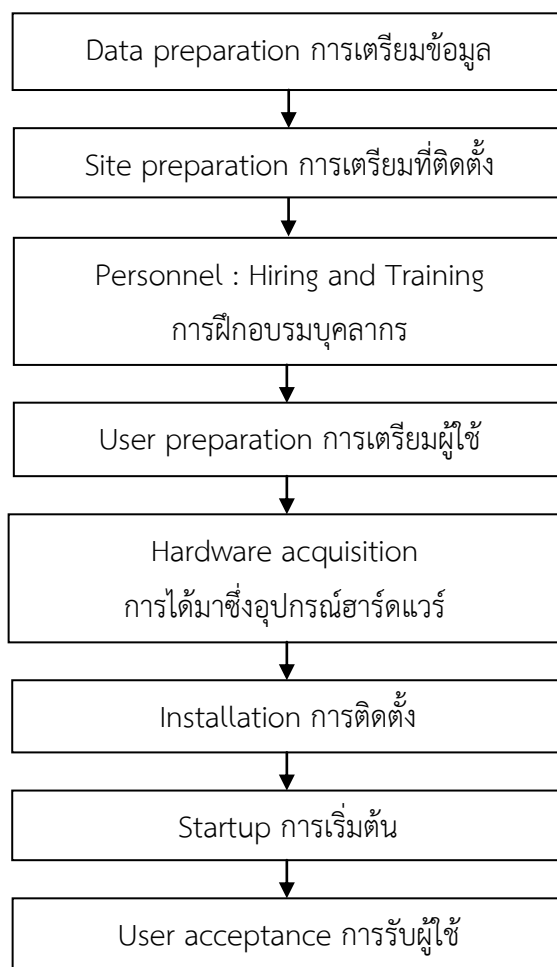 Data preparation การเตรียมข้อมูล
Site preparation การเตรียมที่ติดตั้ง
Personnel : Hiring and Training
การฝึกอบรมบุคลากร
User preparation การเตรียมผู้ใช้
Hardware acquisition
การได้มาซึ่งอุปกรณ์ฮาร์ดแวร์
Installation การติดตั้ง
Startup การเริ่มต้น
User acceptance การรับผู้ใช้